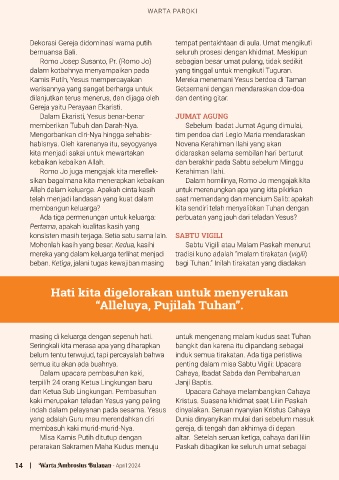 WARTA PAROKI
Dekorasi Gereja didominasi warna putih
bernuansa Bali.
Romo Josep Susanto, Pr. (Romo Jo)
dalam kotbahnya menyampaikan pada
Kamis Putih, Yesus mempercayakan
warisannya yang sangat berharga untuk
dilanjutkan terus menerus, dan dijaga oleh
Gereja yaitu Perayaan Ekaristi.
Dalam Ekaristi, Yesus benar-benar
memberikan Tubuh dan Darah-Nya.
Mengorbankan diri-Nya hingga sehabis-
habisnya. Oleh karenanya itu, seyogyanya
kita menjadi saksi untuk mewartakan
kebaikan kebaikan Allah.
Romo Jo juga mengajak kita mereflek-
sikan bagaimana kita menerapkan kebaikan
Allah dalam keluarga. Apakah cinta kasih
telah menjadi landasan yang kuat dalam
membangun keluarga?
Ada tiga permenungan untuk keluarga:
Pertama, apakah kualitas kasih yang
konsisten masih terjaga. Setia satu sama lain.
Mohonlah kasih yang besar. Kedua, kasihi
mereka yang dalam keluarga terlihat menjadi
beban. Ketiga, jalani tugas kewajiban masing
tempat pentakhtaan di aula. Umat mengikuti
seluruh prosesi dengan khidmat. Meskipun
sebagian besar umat pulang, tidak sedikit
yang tinggal untuk mengikuti Tuguran.
Mereka menemani Yesus berdoa di Taman
Getsemani dengan mendaraskan doa-doa
dan denting gitar.
JUMAT AGUNG
Sebelum ibadat Jumat Agung dimulai,
tim pendoa dari Legio Maria mendaraskan
Novena Kerahiman Ilahi yang akan
didaraskan selama sembilan hari berturut
dan berakhir pada Sabtu sebelum Minggu
Kerahiman Ilahi.
Dalam homilinya, Romo Jo mengajak kita
untuk merenungkan apa yang kita pikirkan
saat memandang dan mencium Salib: apakah
kita sendiri telah menyalibkan Tuhan dengan
perbuatan yang jauh dari teladan Yesus?
SABTU VIGILI
Sabtu Vigili atau Malam Paskah menurut
tradisi kuno adalah "malam tirakatan (vigili)
bagi Tuhan." Inilah tirakatan yang diadakan
Hati kita digelorakan untuk menyerukan
"Alleluya, Pujilah Tuhan".
masing di keluarga dengan sepenuh hati.
Seringkali kita merasa apa yang diharapkan
belum tentu terwujud, tapi percayalah bahwa
semua itu akan ada buahnya.
Dalam upacara pembasuhan kaki,
terpilih 24 orang Ketua Lingkungan baru
dan Ketua Sub Lingkungan. Pembasuhan
kaki merupakan teladan Yesus yang paling
indah dalam pelayanan pada sesama. Yesus
yang adalah Guru mau merendahkan diri
membasuh kaki murid-murid-Nya.
Misa Kamis Putih ditutup dengan
perarakan Sakramen Maha Kudus menuju
untuk mengenang malam kudus saat Tuhan
bangkit dan karena itu dipandang sebagai
induk semua tirakatan. Ada tiga peristiwa
penting dalam misa Sabtu Vigili: Upacara
Cahaya, Ibadat Sabda dan Pembaharuan
Janji Baptis.
Upacara Cahaya melambangkan Cahaya
Kristus. Suasana khidmat saat Lilin Paskah
dinyalakan. Seruan nyanyian Kristus Cahaya
Dunia dinyanyikan mulai dari sebelum masuk
gereja, di tengah dan akhirnya di depan
altar. Setelah seruan ketiga, cahaya dari lilin
Paskah dibagikan ke seluruh umat sebagai
14 | Warta Ambrosius Bulanan - April 2024